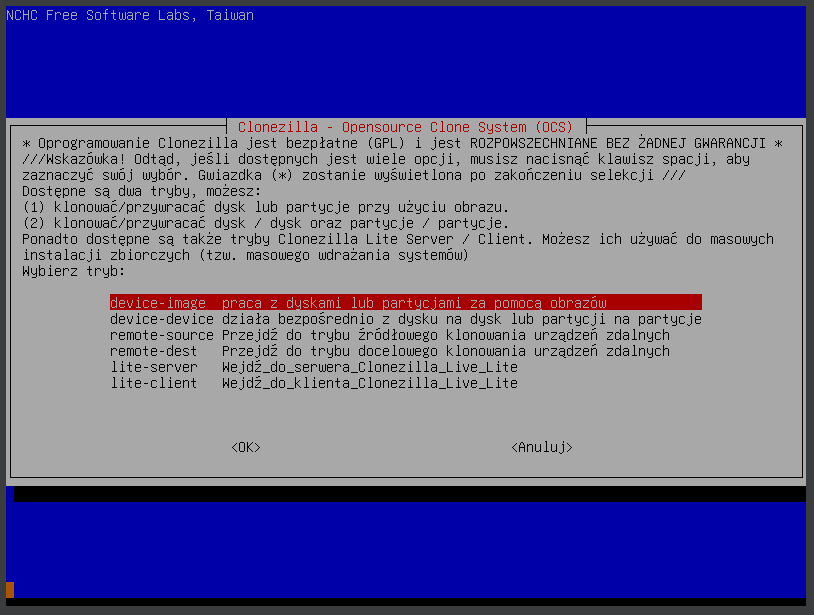 NCHC Free Software Labs, Taiwan
Clonezilla - Opensource Clone System (OCS)
* Oprogramowanie Clonezilla jest bezpłatne (GPL) i jest ROZPOWSZECHNIANE BEZ ŻADNEJ GWARANCJI *
///Wskazówka! Odtąd, jeśli dostępnych jest wiele opcji, musisz nacisnąć klawisz spacji, aby
zaznaczyć swój wybór. Gwiazdka (*) zostanie wyświetlona po zakończeniu selekcji ///
Dostępne są dwa tryby, możesz:
(1) klonować/przywracać dysk lub partycje przy użyciu obrazu.
(2) klonować/przywracać dysk / dysk oraz partycje / partycje.
Ponadto dostępne są także tryby Clonezilla Lite Server / Client. Możesz ich używać do masowych
instalacji zbiorczych (tzw. masowego wdrażania systemów)
Wybierz tryb:
device-image praca z dyskami lub partycjami za pomocą obrazów
device-device działa bezpośrednio z dysku na dysk lub partycji na partycje
remote-source Przejdź do trybu źródłowego klonowania urządzeń zdalnych
remote-dest Przejdź do trybu docelowego klonowania urządzeń zdalnych
lite-server Wejdź_do_serwera_Clonezilla_Live_Lite
lite-client Wejdź_do_klienta_Clonezilla_Live_Lite
<OK> <Anuluj>